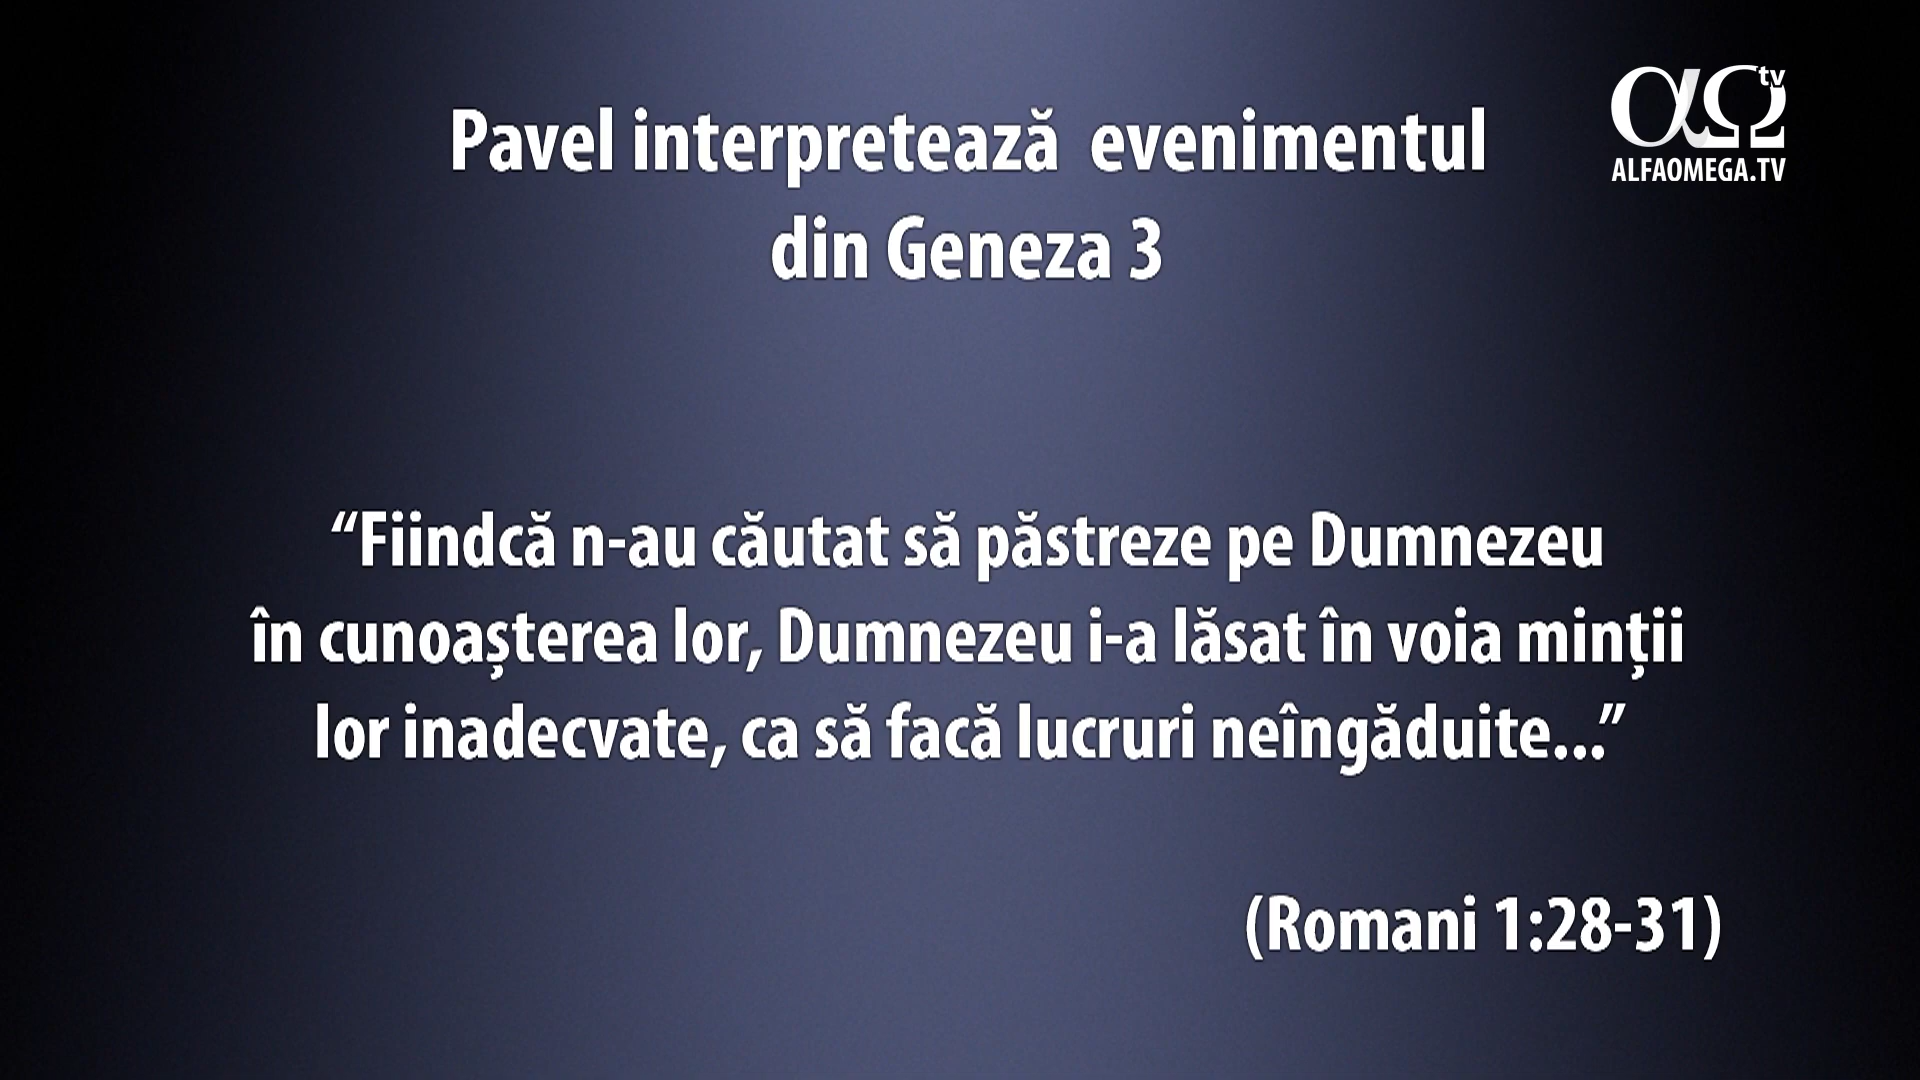 αΩ tv
ALFAOMEGA.TV
Pavel interpretează evenimentul
din Geneza 3
“Fiindcă n-au căutat să păstreze pe Dumnezeu
în cunoașterea lor, Dumnezeu i-a lăsat în voia minții
lor inadecvate, ca să facă lucruri neîngăduite...”
(Romani 1:28-31)